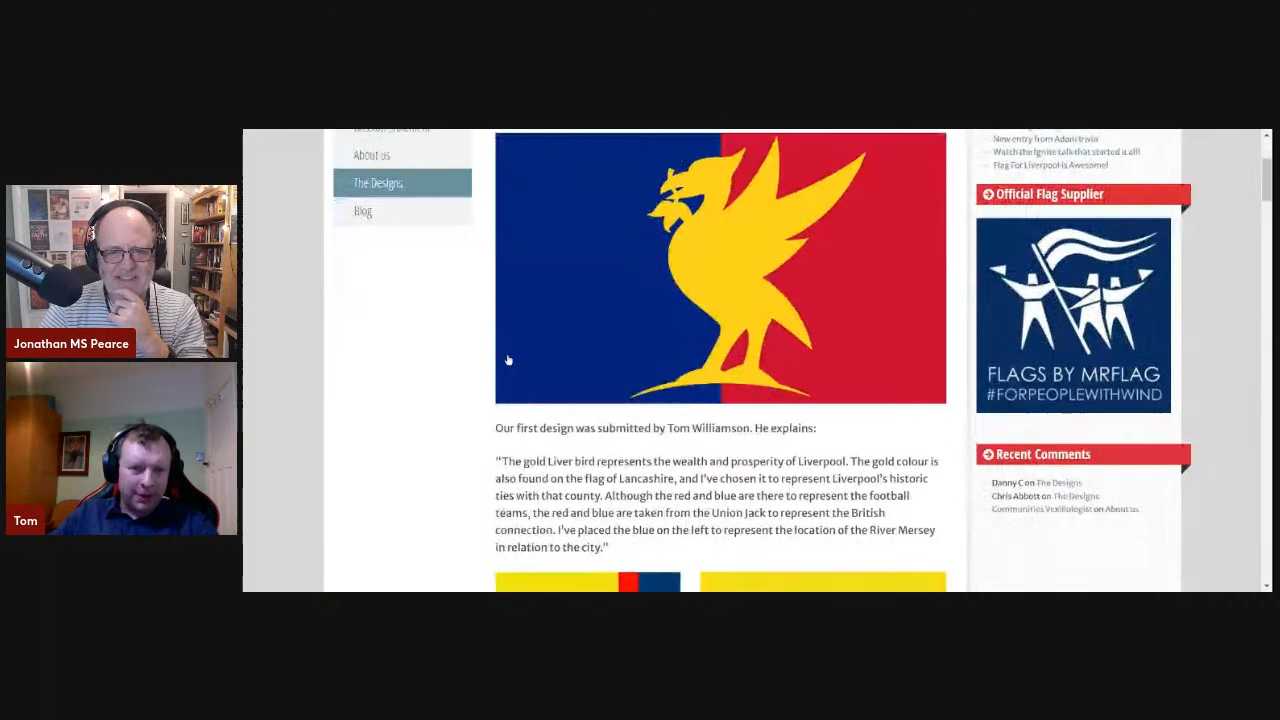 Mission Statement
About us
The Designs
Blog
Jonathan MS Pearce
Tom
Our first design was submitted by Tom Williamson. He explains:
“The gold Liver bird represents the wealth and prosperity of Liverpool. The gold colour is
also found on the flag of Lancashire, and I’ve chosen it to represent Liverpool’s historic
ties with that county. Although the red and blue are there to represent the football
teams, the red and blue are taken from the Union Jack to represent the British
connection. I’ve placed the blue on the left to represent the location of the River Mersey
in relation to the city.”
New entry from Adam
Watch the Ignite talk that started it all!
Flag For Liverpool is Awesome!
Official Flag Supplier
FLAGS BY MRFLAG
#FORPEOPLEWITHWIND
Recent Comments
Danny C on The Designs
Chris Abbott on The Designs
Communities Vexillologist on About us